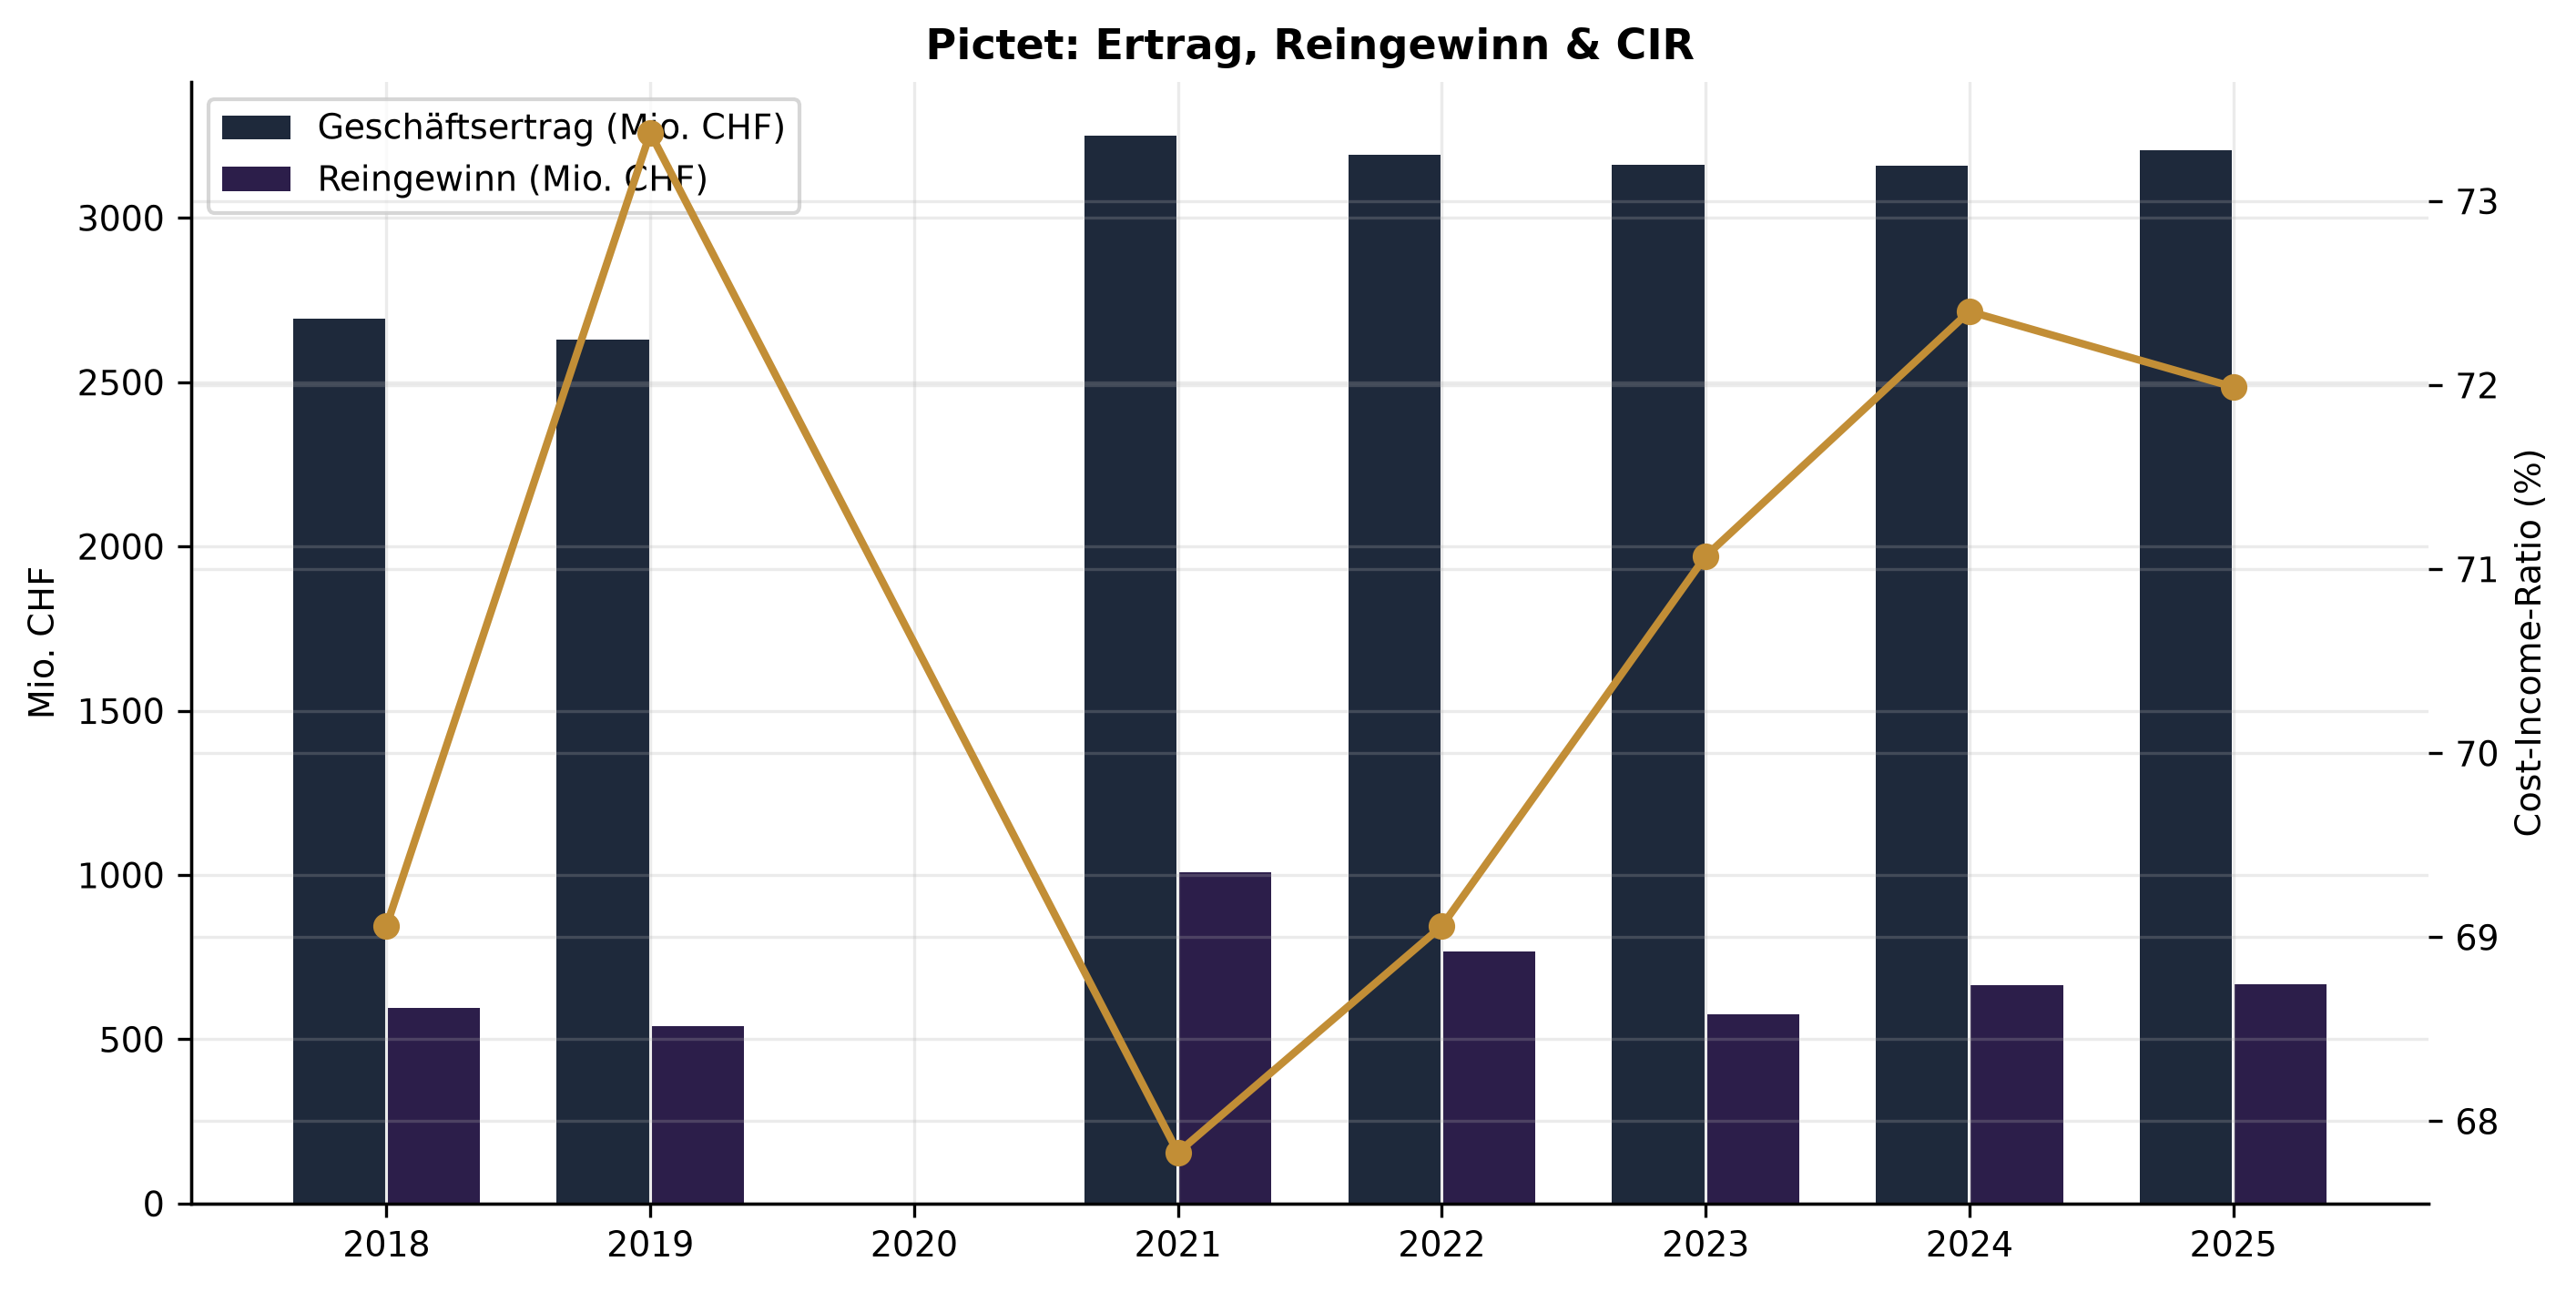 Pictet: Ertrag, Reingewinn & CIR
Geschäftsertrag (Mio. CHF)
Reingewinn (Mio. CHF)
Mio. CHF
3000
2500
2000
1500
1000
500
0
73
72
71
70
69
68
Cost-Income-Ratio (%)
2018 2019 2020 2021 2022 2023 2024 2025